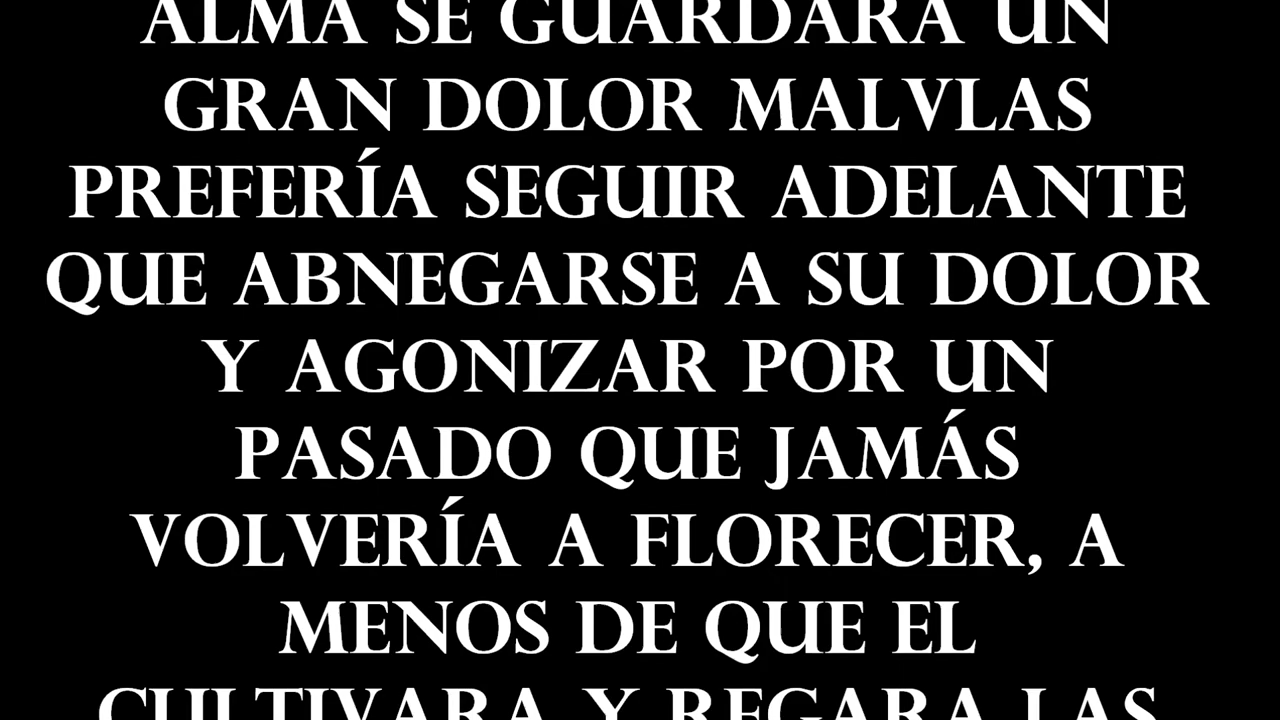 ALMA SE GUARDARA UN
GRAN DOLOR MALVLAS
PREFERÍA SEGUIR ADELANTE
QUE ABNEGARSE A SU DOLOR
Y AGONIZAR POR UN
PASADO QUE JAMÁS
VOLVERÍA A FLORECER, A
MENOS DE QUE EL
CULTIVARA Y REGARA LAS